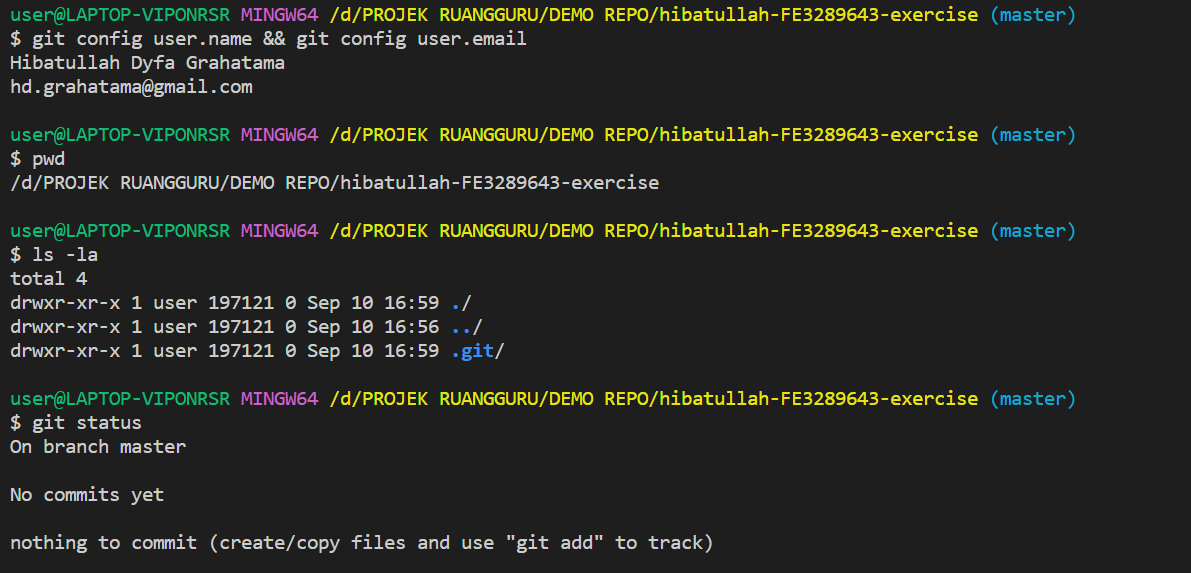 user@LAPTOP-VIPONRSR MINGW64 /d/PROJEK RUANGGURU/DEMO REPO/hibatullah-FE3289643-exercise (master)
$ git config user.name && git config user.email
Hibatullah Dyfa Grahatama
hd.grahatama@gmail.com
user@LAPTOP-VIPONRSR MINGW64 /d/PROJEK RUANGGURU/DEMO REPO/hibatullah-FE3289643-exercise (master)
$ pwd
/d/PROJEK RUANGGURU/DEMO REPO/hibatullah-FE3289643-exercise
user@LAPTOP-VIPONRSR MINGW64 /d/PROJEK RUANGGURU/DEMO REPO/hibatullah-FE3289643-exercise (master)
$ ls -la
total 4
drwxr-xr-x 1 user 197121 0 Sep 10 16:59 ./
drwxr-xr-x 1 user 197121 0 Sep 10 16:56 ../
drwxr-xr-x 1 user 197121 0 Sep 10 16:59 .git/
user@LAPTOP-VIPONRSR MINGW64 /d/PROJEK RUANGGURU/DEMO REPO/hibatullah-FE3289643-exercise (master)
$ git status
On branch master
No commits yet
nothing to commit (create/copy files and use "git add" to track)